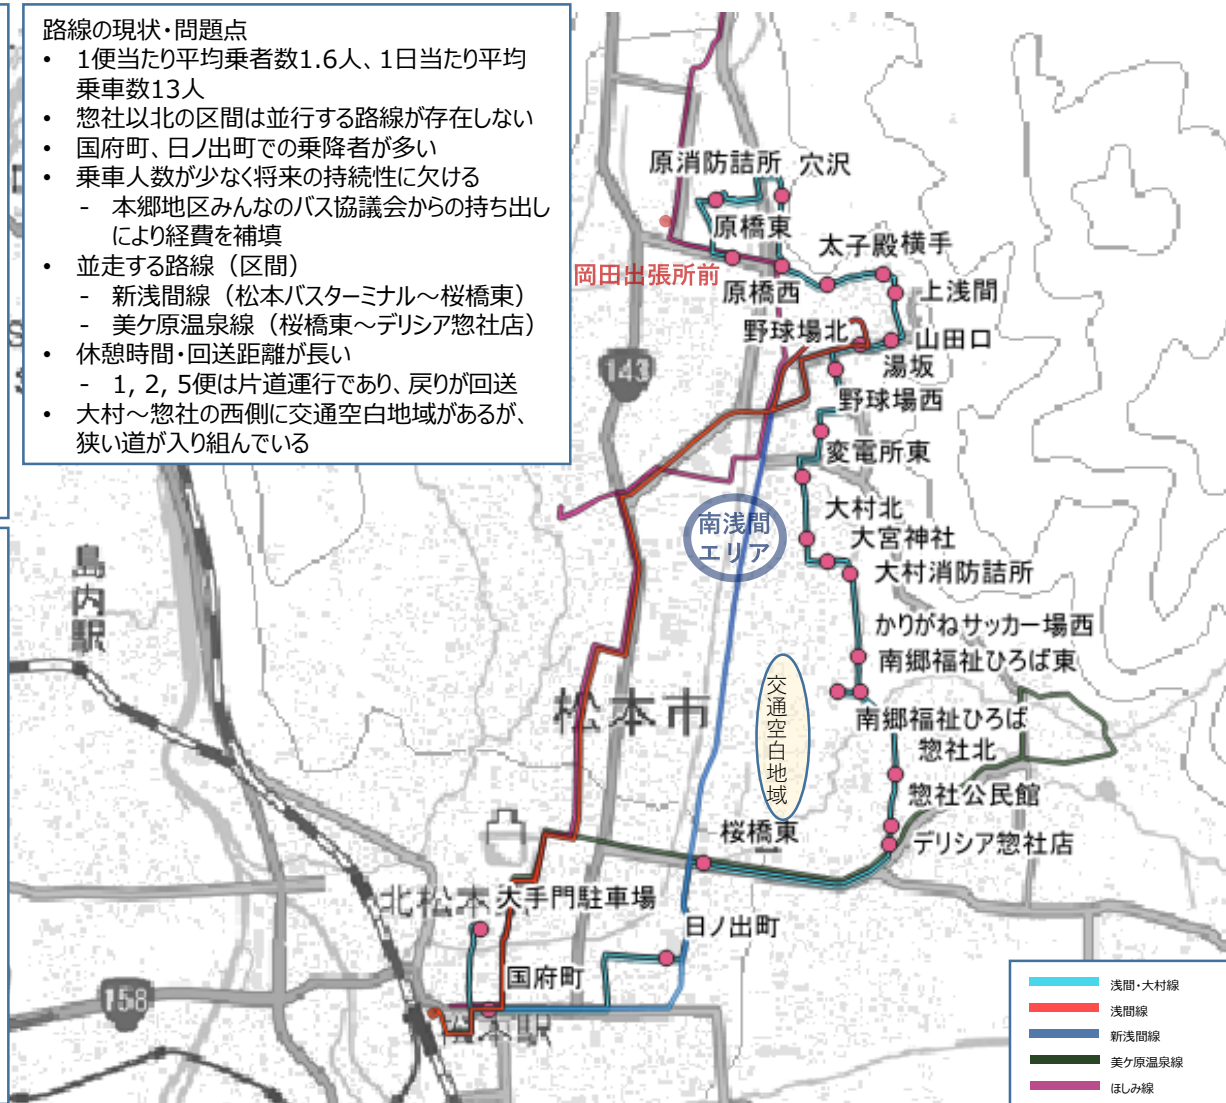 路線の現状・問題点
• 1便当たり平均乗者数1.6人、1日当たり平均
乗車数13人
• 惣社以北の区間は並行する路線が存在しない
• 国府町、日ノ出町での乗降者が多い
• 乗車人数が少なく将来の持続性に欠ける
- 本郷地区みんなのバス協議会からの持ち出し
により経費を補填
• 並走する路線（区間）
- 新浅間線（松本バスターミナル～桜橋東）
- 美ケ原温泉線（桜橋東～デリシア惣社店）
• 休憩時間・回送距離が長い
- 1, 2, 5便は片道運行であり、戻りが回送
• 大村～惣社の西側に交通空白地域があるが、
狭い道が入り組んでいる
原消防詰所
穴沢
原橋東
太子殿横手
岡田出張所前
原橋西
上浅間
野球場北
山田口
湯坂
143
野球場西
変電所東
大村北
南浅間
エリア
大宮神社
大村消防詰所
島内駅
かりがねサッカー場西
南郷福祉ひろば東
交通空白地域
松本市
南郷福祉ひろば
惣社北
惣社公民館
桜橋東
デリシア惣社店
北松本
大手門駐車場
日ノ出町
国府町
158
松本駅
浅間・大村線
浅間線
新浅間線
美ケ原温泉線
ほしみ線